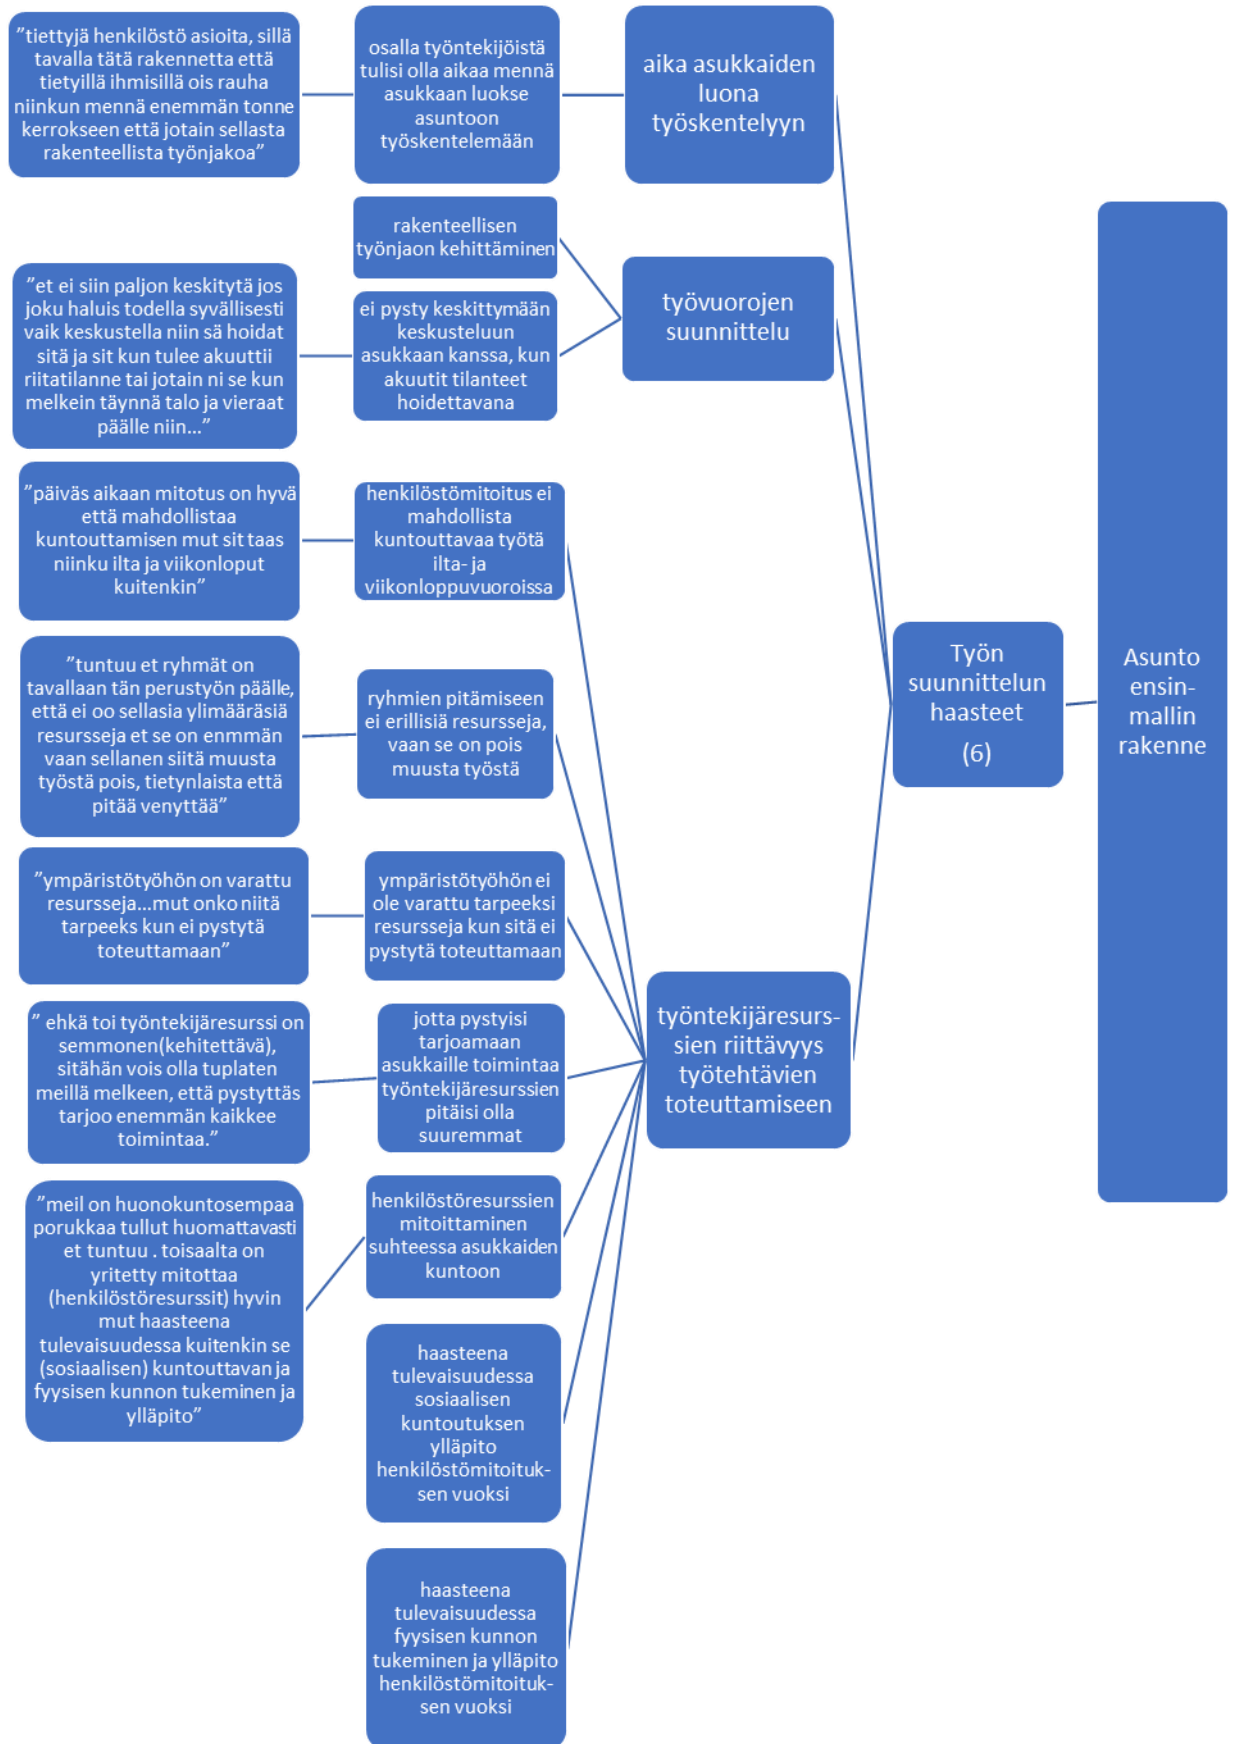 ”tiettyjä henkilöstö asioita, sillä
tavalla tätä rakennetta että
tietyillä ihmisillä ois rauha
niinkun mennä enemmän tonne
kerrokseen että jotain sellasta
rakenteellista työnjakoa”
osalla työntekijöistä
tulisi olla aikaa mennä
asukkaan luokse
asuntoon
työskentelemään
aika asukkaiden
luona
työskentelyyn
rakenteellisen
työnjaon kehittäminen
”et ei siin paljon keskitytä jos
joku haluis todella syvällisesti
vaik keskustella niin sä hoidat
sitä ja sit kun tulee akuuttii
riitatilanne tai jotain ni se kun
melkein täynnä talo ja vieraat
päälle niin...”
ei pysty keskittymään
keskusteluun
asukkaan kanssa, kun
akuutit tilanteet
hoidettavana
työvuorojen
suunnittelu
”päiväs aikaan mitotus on hyvä
että mahdollistaa
kuntouttamisen mut sit taas
niinku ilta ja viikonloput
kuitenkin”
henkilöstömitoitus ei
mahdollista
kuntouttavaa työtä
ilta- ja
viikonloppuvuoroissa
”tuntuu et ryhmät on
tavallaan tän perustyön päälle,
että ei oo sellasia ylimääräsiä
resursseja et se on enmmän
vaan sellanen siitä muusta
työstä pois, tietynlaista että
pitää venyttää”
ryhmien pitämiseen
ei erillisiä resursseja,
vaan se on pois
muusta työstä
”ympäristötyöhön on varattu
resursseja...mut onko niitä
tarpeeks kun ei pystytä
toteuttamaan”
ympäristötyöhön ei
ole varattu tarpeeksi
resursseja kun sitä ei
pystytä toteuttamaan
” ehkä toi työntekijäresurssi on
semmonen(kehitettävä),
sitähän vois olla tuplaten
meillä melkeen, että pystyttäs
tarjoo enemmän kaikkee
toimintaa.”
jotta pystyisi
tarjoamaan
asukkaille toimintaa
työntekijäresurssien
pitäisi olla
suuremmat
”meil on huonokuntosempaa
porukkaa tullut huomattavasti
et tuntuu . toisaalta on
yritetty mitottaa
(henkilöstöresurssit) hyvin
mut haasteena
tulevaisuudessa kuitenkin se
(sosiaalisen) kuntouttavan ja
fyysisen kunnon tukeminen ja
ylläpito”
henkilöstöresurssien
mitoittaminen
suhteessa asukkaiden
kuntoon
haasteena
tulevaisuudessa
sosiaalisen
kuntoutuksen
ylläpito
henkilöstömitoituk-
sen vuoksi
haasteena
tulevaisuudessa
fyysisen kunnon
tukeminen ja ylläpito
henkilöstömitoituk-
sen vuoksi
työntekijäresurs-
sien riittävyys
työtehtävien
toteuttamiseen
Työn
suunnittelun
haasteet
(6)
Asunto
ensin-
mallin
rakenne